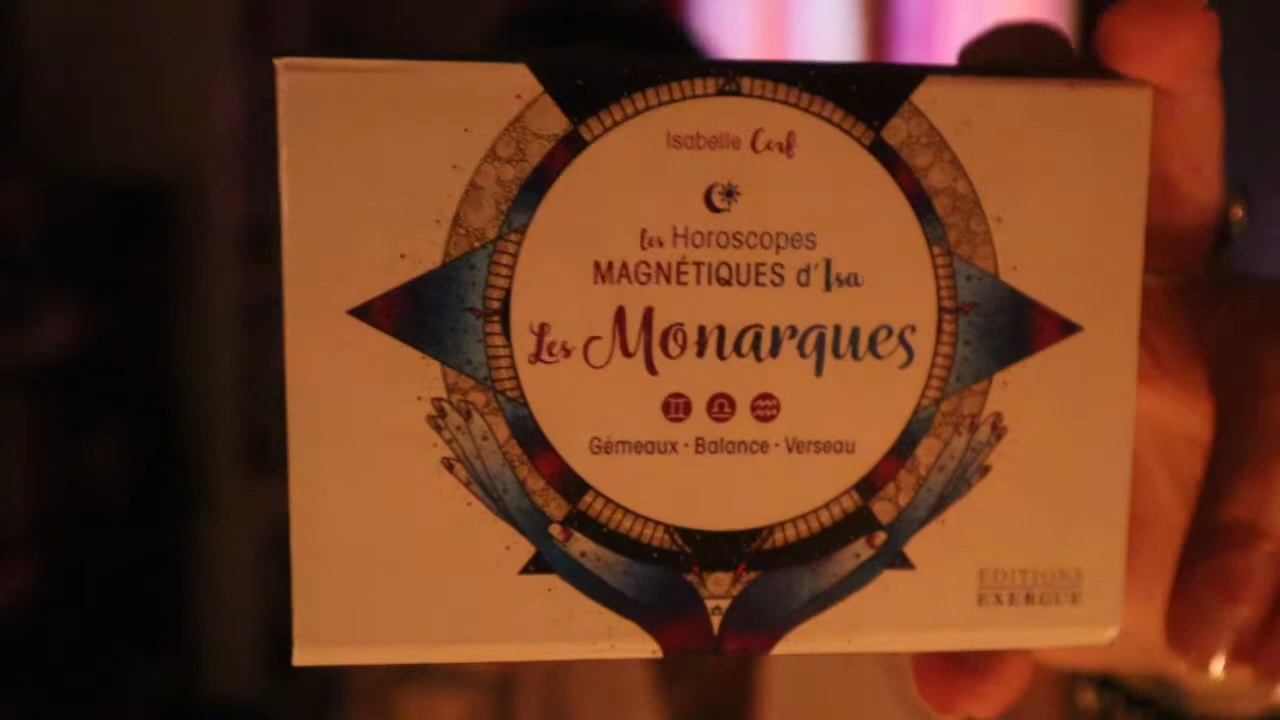 Isabelle Cerf
les Horoscopes
MAGNÉTIQUES d'Isa
Les Monarques
Gémeaux · Balance · Verseau
EDITIONS
EXERGUE